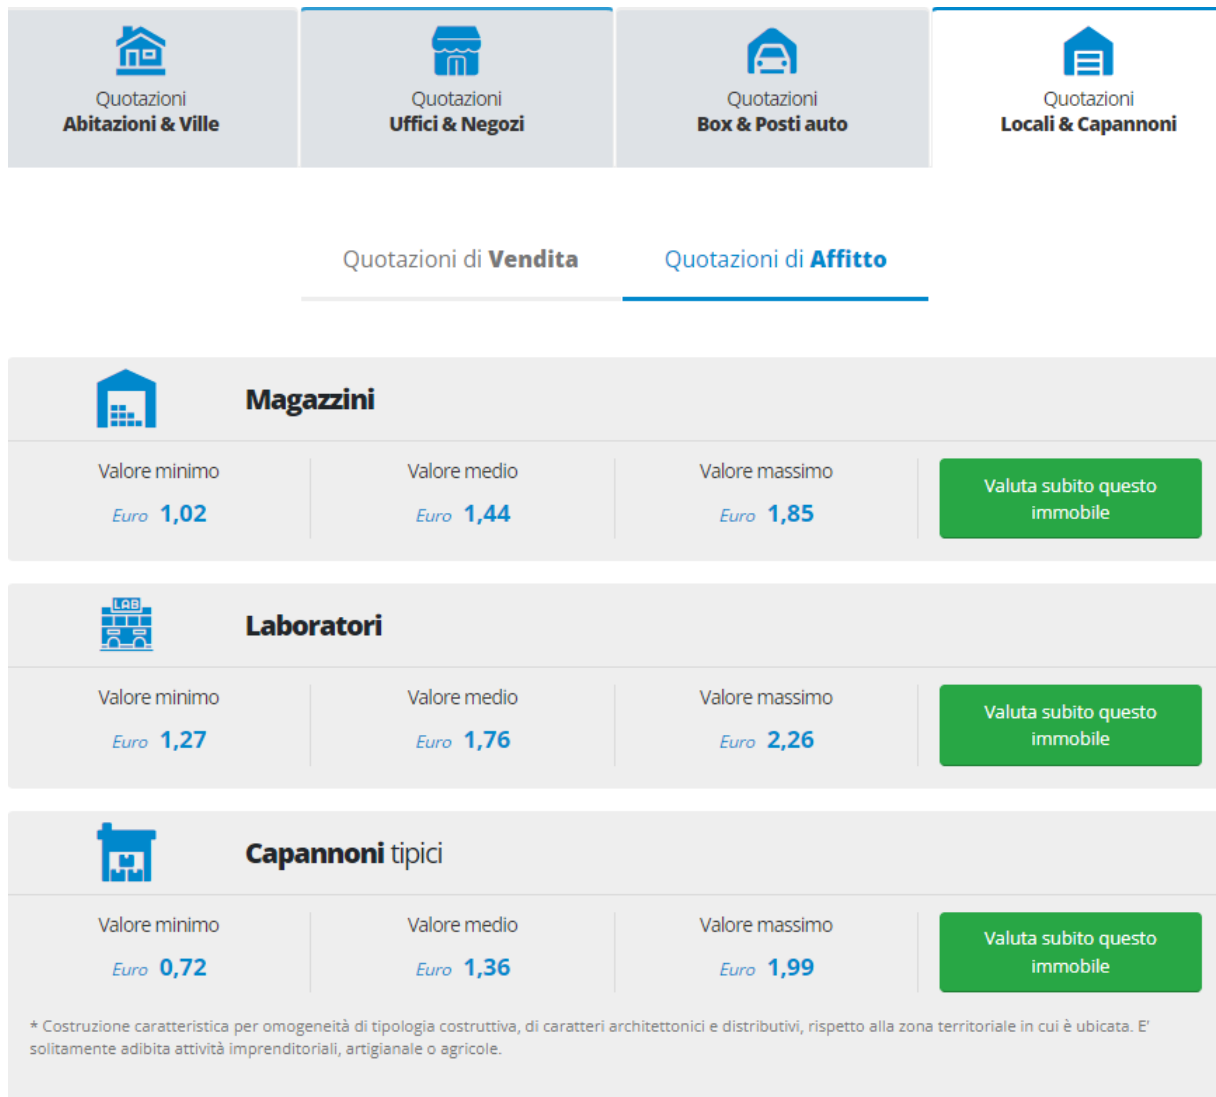 Quotazioni
Abitazioni & Ville
Quotazioni
Uffici & Negozi
Quotazioni
Box & Posti auto
Quotazioni
Locali & Capannoni
Quotazioni di Vendita
Quotazioni di Affitto
Magazzini
Valore minimo
Euro 1,02
Valore medio
Euro 1,44
Valore massimo
Euro 1,85
Valuta subito questo
immobile
LAB
Laboratori
Valore minimo
Euro 1,27
Valore medio
Euro 1,76
Valore massimo
Euro 2,26
Valuta subito questo
immobile
Capannoni tipici
Valore minimo
Euro 0,72
Valore medio
Euro 1,36
Valore massimo
Euro 1,99
Valuta subito questo
immobile
* Costruzione caratteristica per omogeneità di tipologia costruttiva, di caratteri architettonici e distributivi, rispetto alla zona territoriale in cui è ubicata. E'
solitamente adibita attività imprenditoriali, artigianale o agricole.